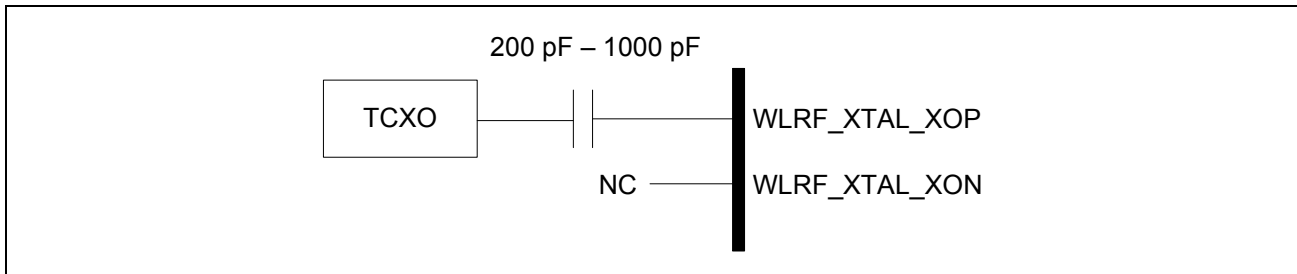 200 pF – 1000 pF
TCXO
WLRF_XTAL_XOP
NC
WLRF_XTAL_XON